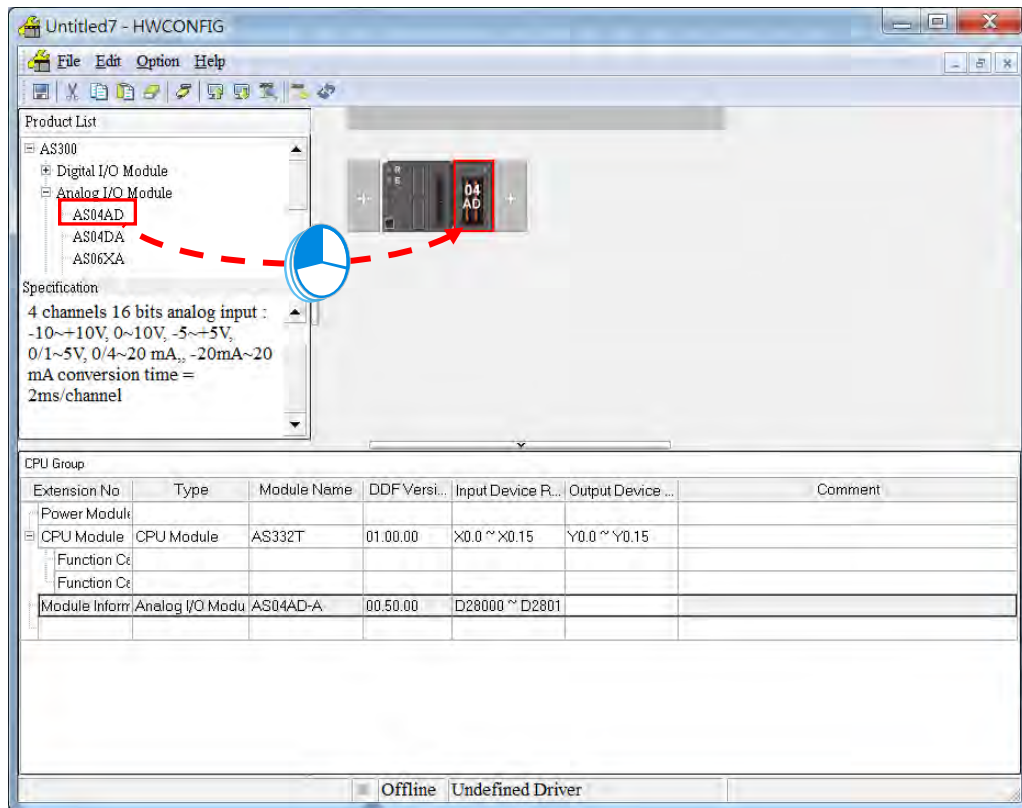 Untitled7 - HWCONFIG
File Edit Option Help
Product List
AS300
Digital I/O Module
Analog I/O Module
AS04AD
AS04DA
AS06XA
R
E
04
AD
Specification
4 channels 16 bits analog input :
-10~+10V, 0~10V, -5~+5V,
0/1~5V, 0/4~20 mA,, -20mA~20
mA conversion time =
2ms/channel
CPU Group
Extension No Type Module Name DDF Versi... Input Device R... Output Device ... Comment
Power Module
CPU Module CPU Module AS332T 01.00.00 X0.0 ~ X0.15 Y0.0 ~ Y0.15
Function Ca
Function Ca
Module Inform Analog I/O Modu AS04AD-A 00.50.00 D28000 ~ D2801
Offline Undefined Driver